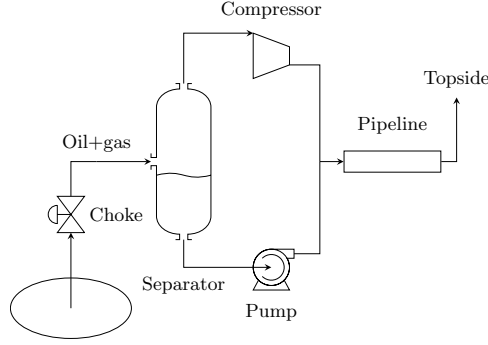 Compressor
Topside
Pipeline
Oil+gas
Choke
Separator
Pump